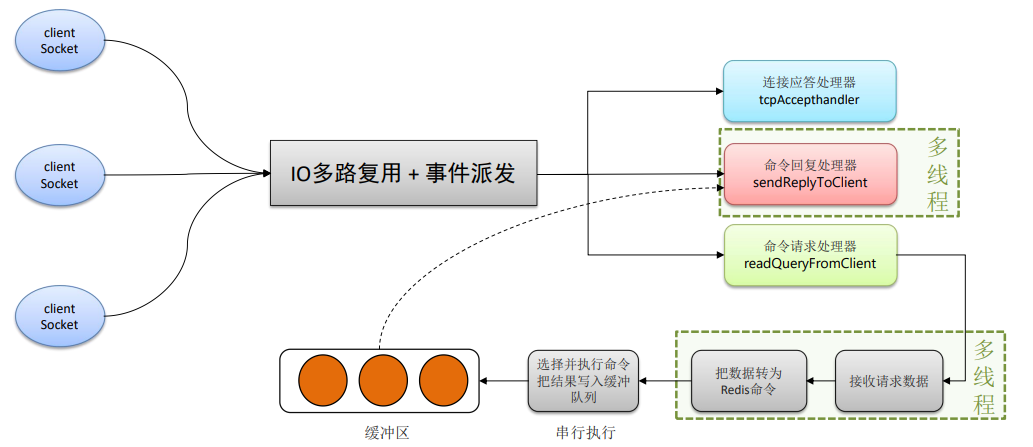 client
Socket
client
Socket
client
Socket
IO多路复用 + 事件派发
连接应答处理器
tcpAccepthandler
命令回复处理器
sendReplyToClient
多线程
命令请求处理器
readQueryFromClient
多线程
接收请求数据
把数据转为
Redis命令
选择并执行命令
把结果写入缓冲
队列
串行执行
缓冲区